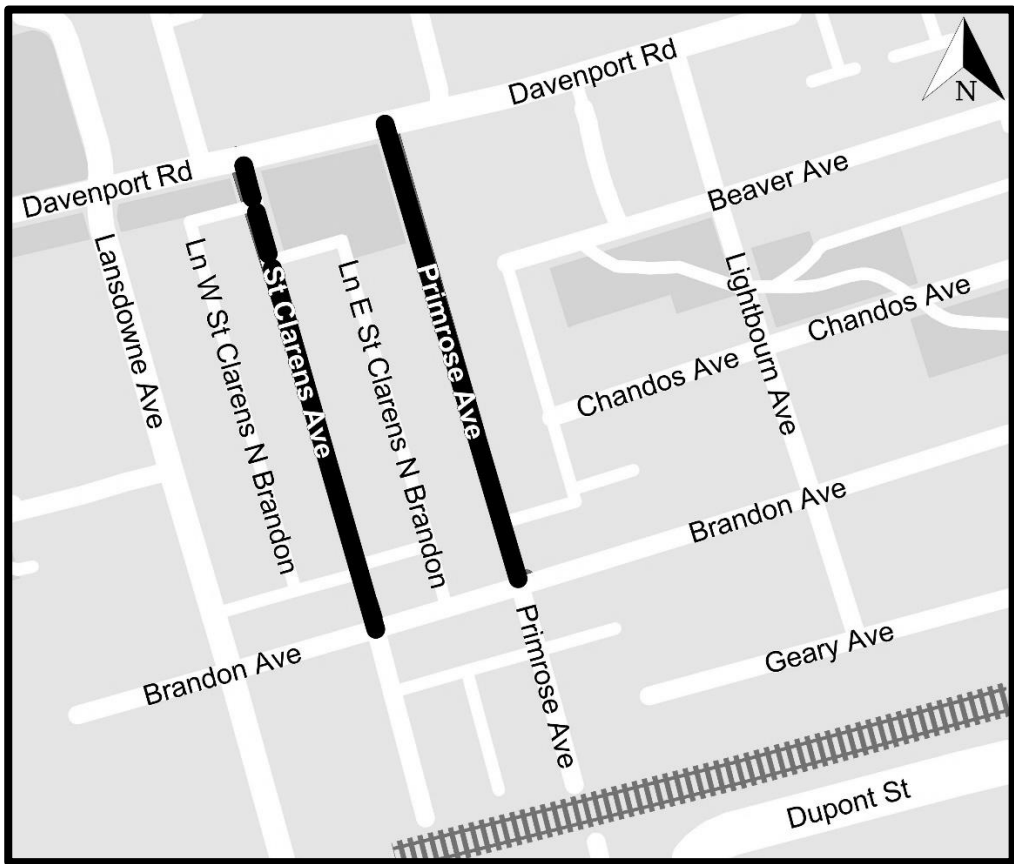 Davenport Rd
N
Davenport Rd
Beaver Ave
Lansdowne Ave
Ln W St Clarens N Brandon
St Clarens Ave
Ln E St Clarens N Brandon
Primrose Ave
Lightbourn Ave
Chandos Ave
Chandos Ave
Brandon Ave
Brandon Ave
Primrose Ave
Geary Ave
Dupont St